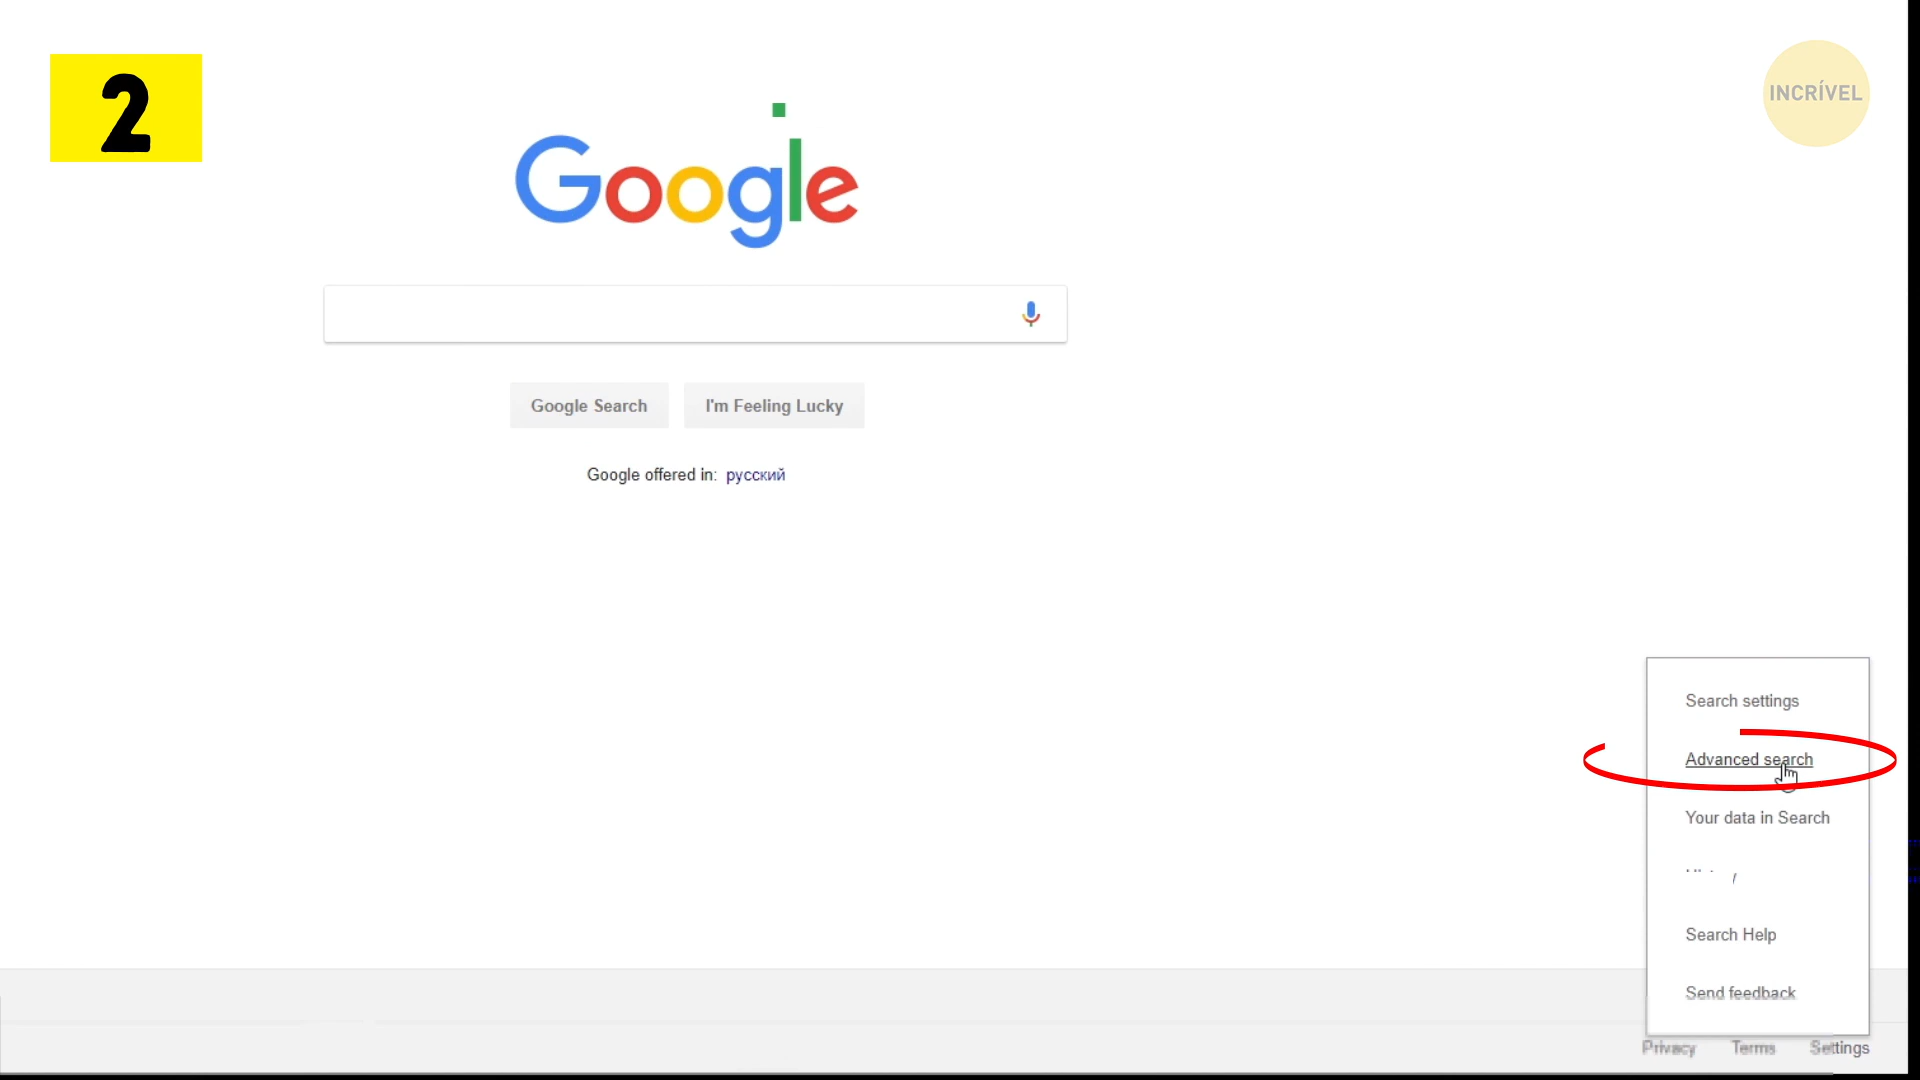 2
INCRÍVEL
Google
Google Search
I'm Feeling Lucky
Google offered in: русский
Search settings
Advanced search
Your data in Search
Search Help
Send feedback
Privacy
Terms
Settings